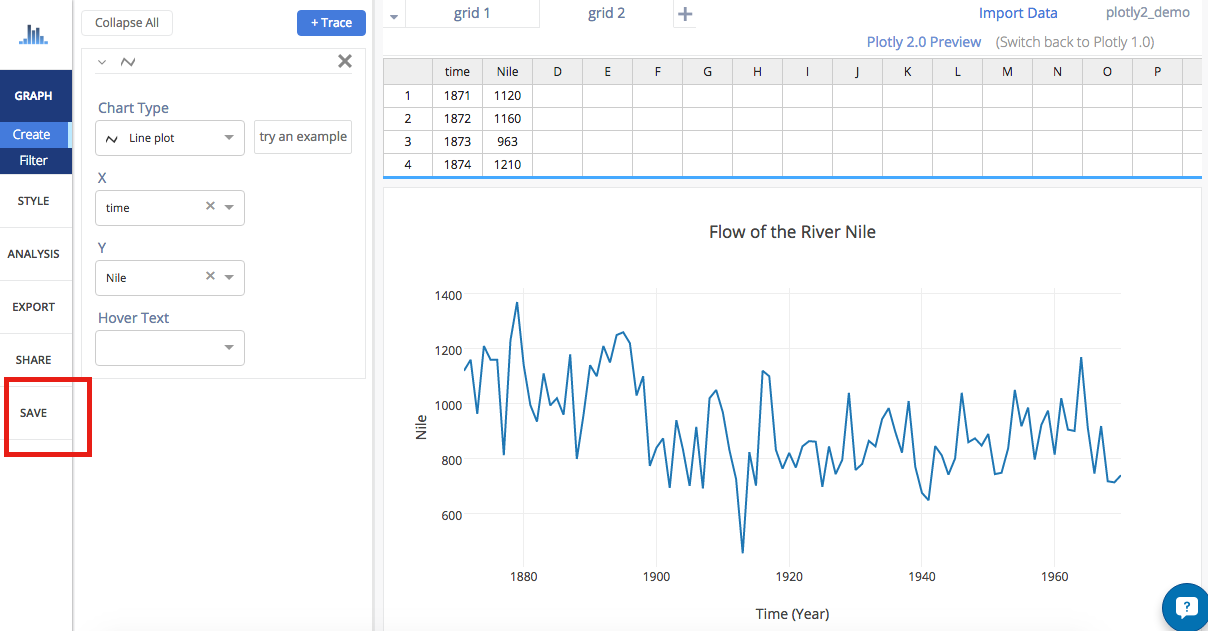 Collapse All
+ Trace
GRAPH
Create
Filter
STYLE
ANALYSIS
EXPORT
SHARE
SAVE
Chart Type
Line plot
try an example
X
time
Y
Nile
Hover Text
grid 1 grid 2 +
Import Data plotly2_demo
Plotly 2.0 Preview (Switch back to Plotly 1.0)
time Nile D E F G H I J K L M N O P
1 1871 1120
2 1872 1160
3 1873 963
4 1874 1210
Flow of the River Nile
Nile
1400
1200
1000
800
600
1880 1900 1920 1940 1960
Time (Year)
?